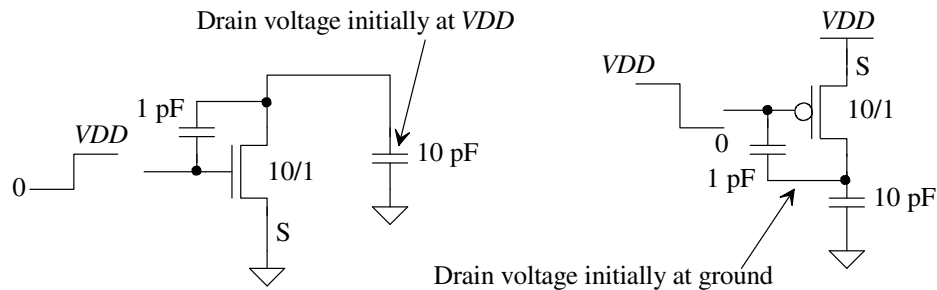 Drain voltage initially at VDD
1 pF
VDD
0
10/1
10 pF
S
VDD
S
VDD
10/1
0
1 pF
10 pF
Drain voltage initially at ground